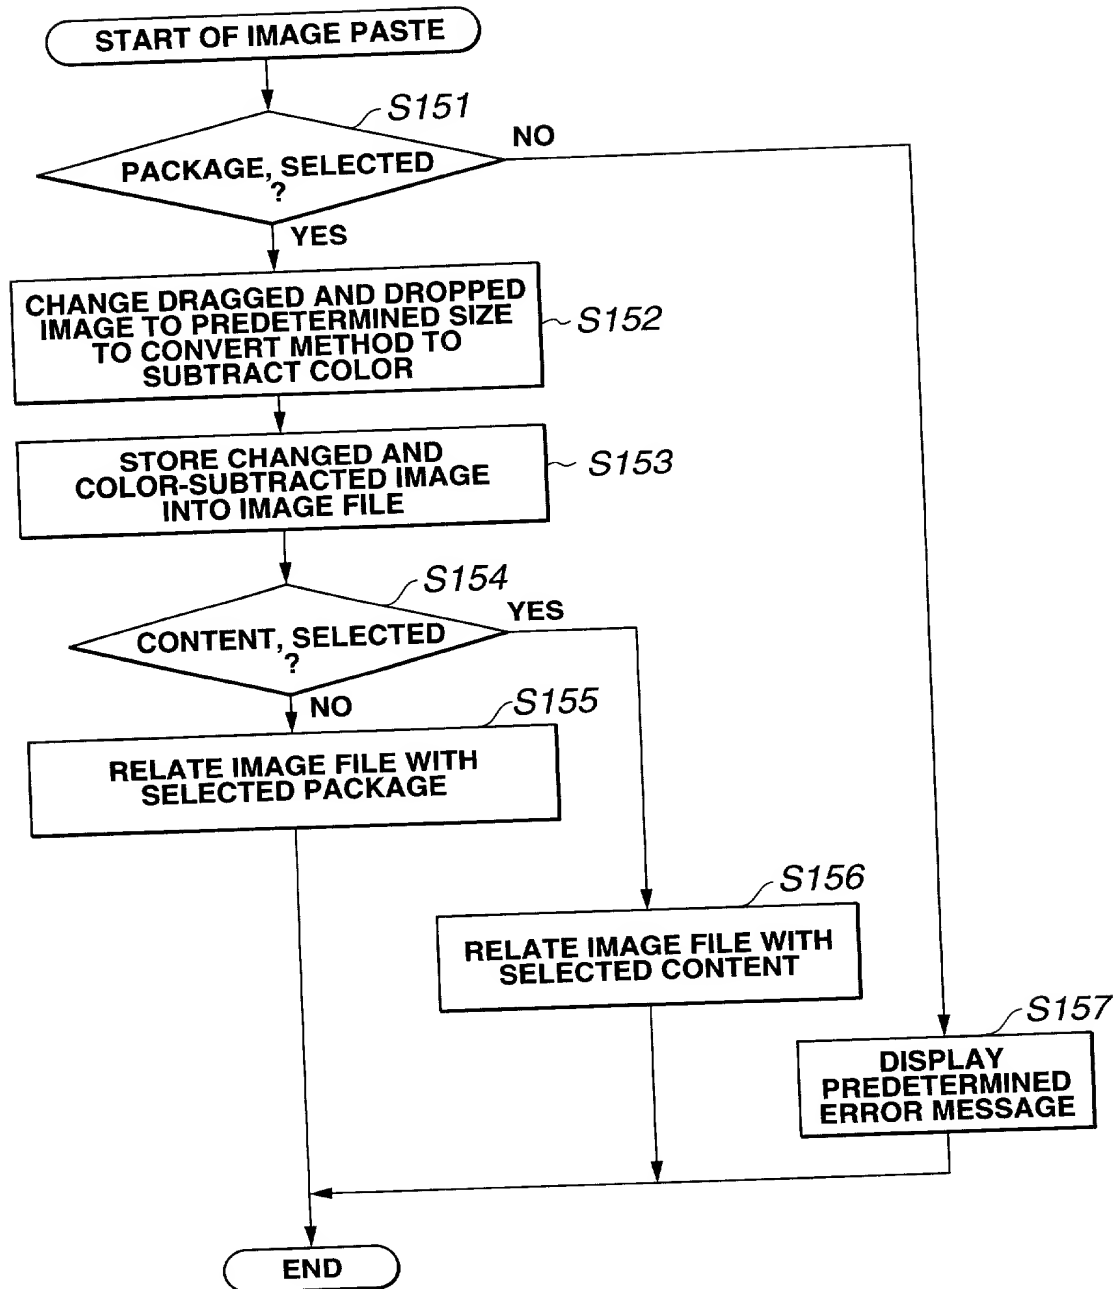 START OF IMAGE PASTE
S151
NO
PACKAGE, SELECTED
?
YES
CHANGE DRAGGED AND DROPPED
IMAGE TO PREDETERMINED SIZE
TO CONVERT METHOD TO
SUBTRACT COLOR
S152
STORE CHANGED AND
COLOR-SUBTRACTED IMAGE
INTO IMAGE FILE
S153
S154
YES
CONTENT, SELECTED
?
NO
S155
RELATE IMAGE FILE WITH
SELECTED PACKAGE
S156
RELATE IMAGE FILE WITH
SELECTED CONTENT
S157
DISPLAY
PREDETERMINED
ERROR MESSAGE
END